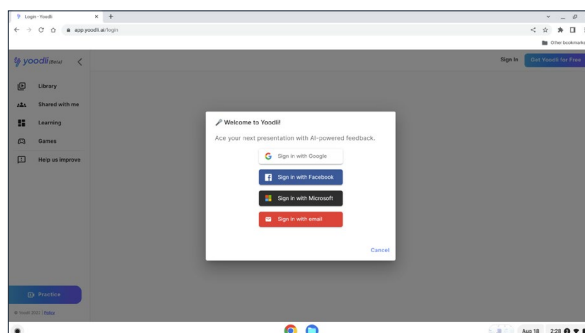 Login - Yoodli
app.yoodli.ai/login
Other bookmarks
yoodli (Beta)
Sign In
Get Yoodli for Free
Library
Shared with me
Learning
Games
Help us Improve
🎤 Welcome to Yoodli!
Ace your next presentation with AI-powered feedback.
Sign in with Google
Sign in with Facebook
Sign in with Microsoft
Sign in with email
Cancel
Practice
Yoodli 2022 | Policy
Aug 18
2:28